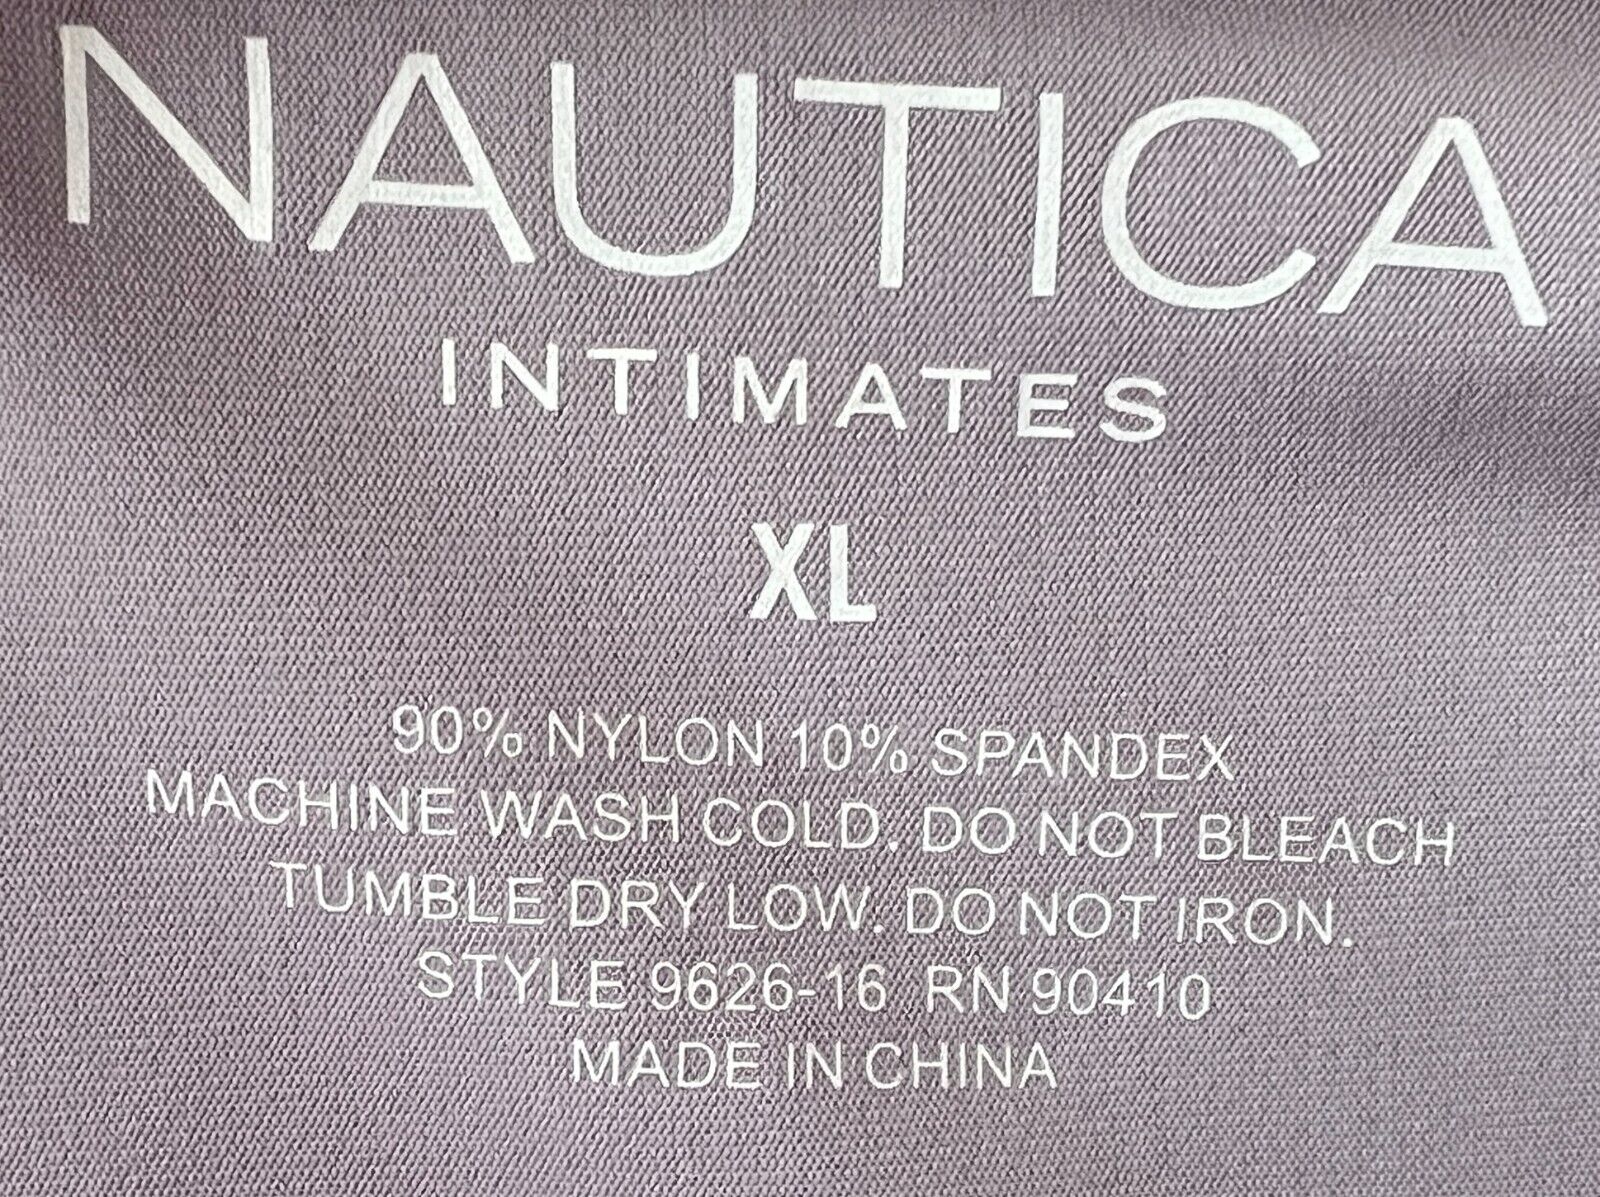 NAUTICA
INTIMATES
XL
90% NYLON 10% SPANDEX
MACHINE WASH COLD. DO NOT BLEACH
TUMBLE DRY LOW. DO NOT IRON.
STYLE 9626-16 RN 90410
MADE IN CHINA